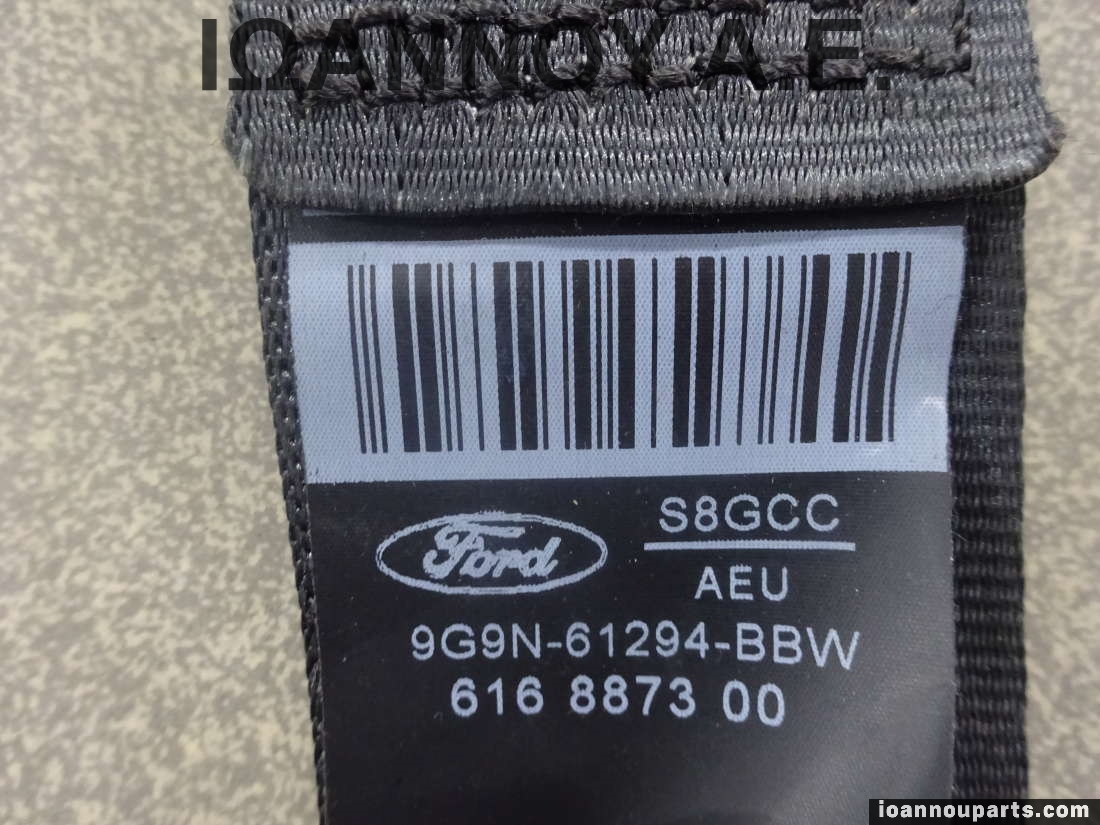 ΙΩΑΝΝΟΥ Α.Ε.
Ford
S8GCC
AEU
9G9N-61294-BBW
616 8873 00
ioannouparts.com